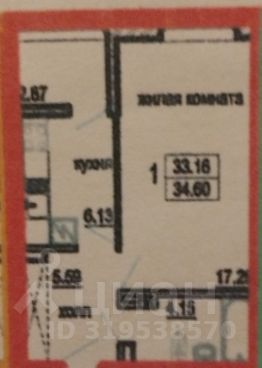 2.87
жилая комната
кухня
1 33.16
34.60
6.13
5.59
17.29
холл
4.15
ЦИАН
ID 319538570